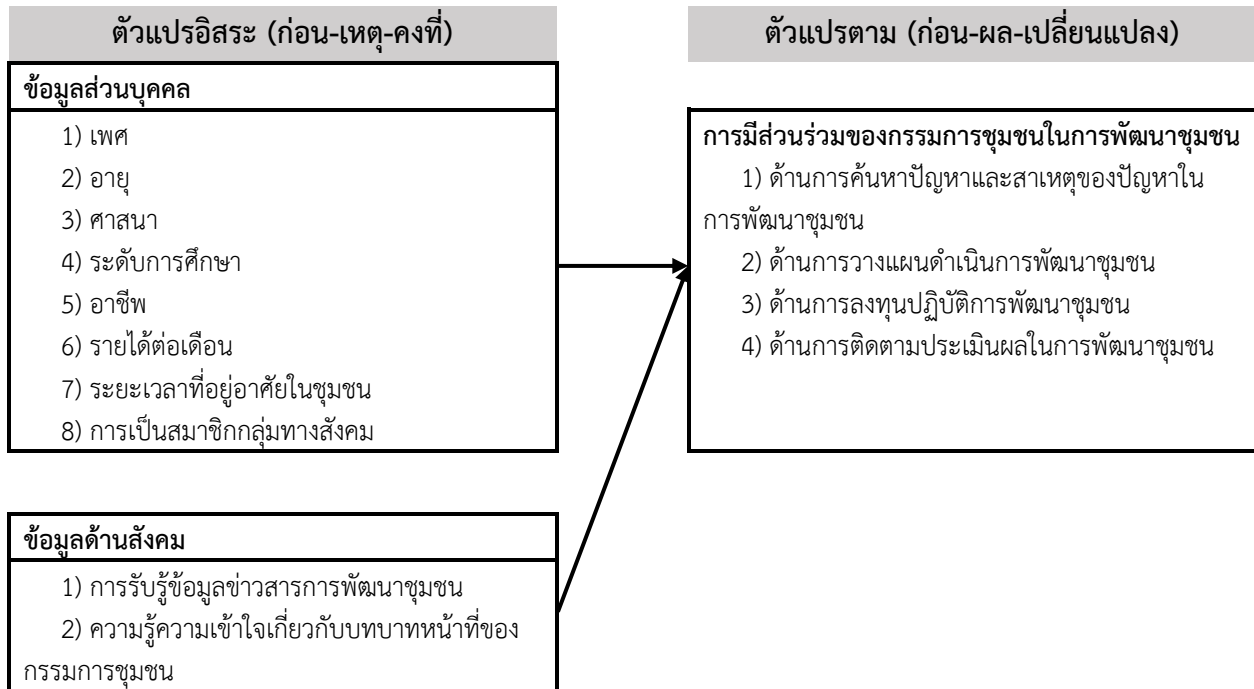 ตัวแปรอิสระ (ก่อน-เหตุ-คงที่)
ข้อมูลส่วนบุคคล
1) เพศ
2) อายุ
3) ศาสนา
4) ระดับการศึกษา
5) อาชีพ
6) รายได้ต่อเดือน
7) ระยะเวลาที่อยู่อาศัยในชุมชน
8) การเป็นสมาชิกกลุ่มทางสังคม
ข้อมูลด้านสังคม
1) การรับรู้ข้อมูลข่าวสารการพัฒนาชุมชน
2) ความรู้ความเข้าใจเกี่ยวกับบทบาทหน้าที่ของ
กรรมการชุมชน
ตัวแปรตาม (ก่อน-ผล-เปลี่ยนแปลง)
การมีส่วนร่วมของกรรมการชุมชนในการพัฒนาชุมชน
1) ด้านการค้นหาปัญหาและสาเหตุของปัญหาใน
การพัฒนาชุมชน
2) ด้านการวางแผนดำเนินการพัฒนาชุมชน
3) ด้านการลงทุนปฏิบัติการพัฒนาชุมชน
4) ด้านการติดตามประเมินผลในการพัฒนาชุมชน